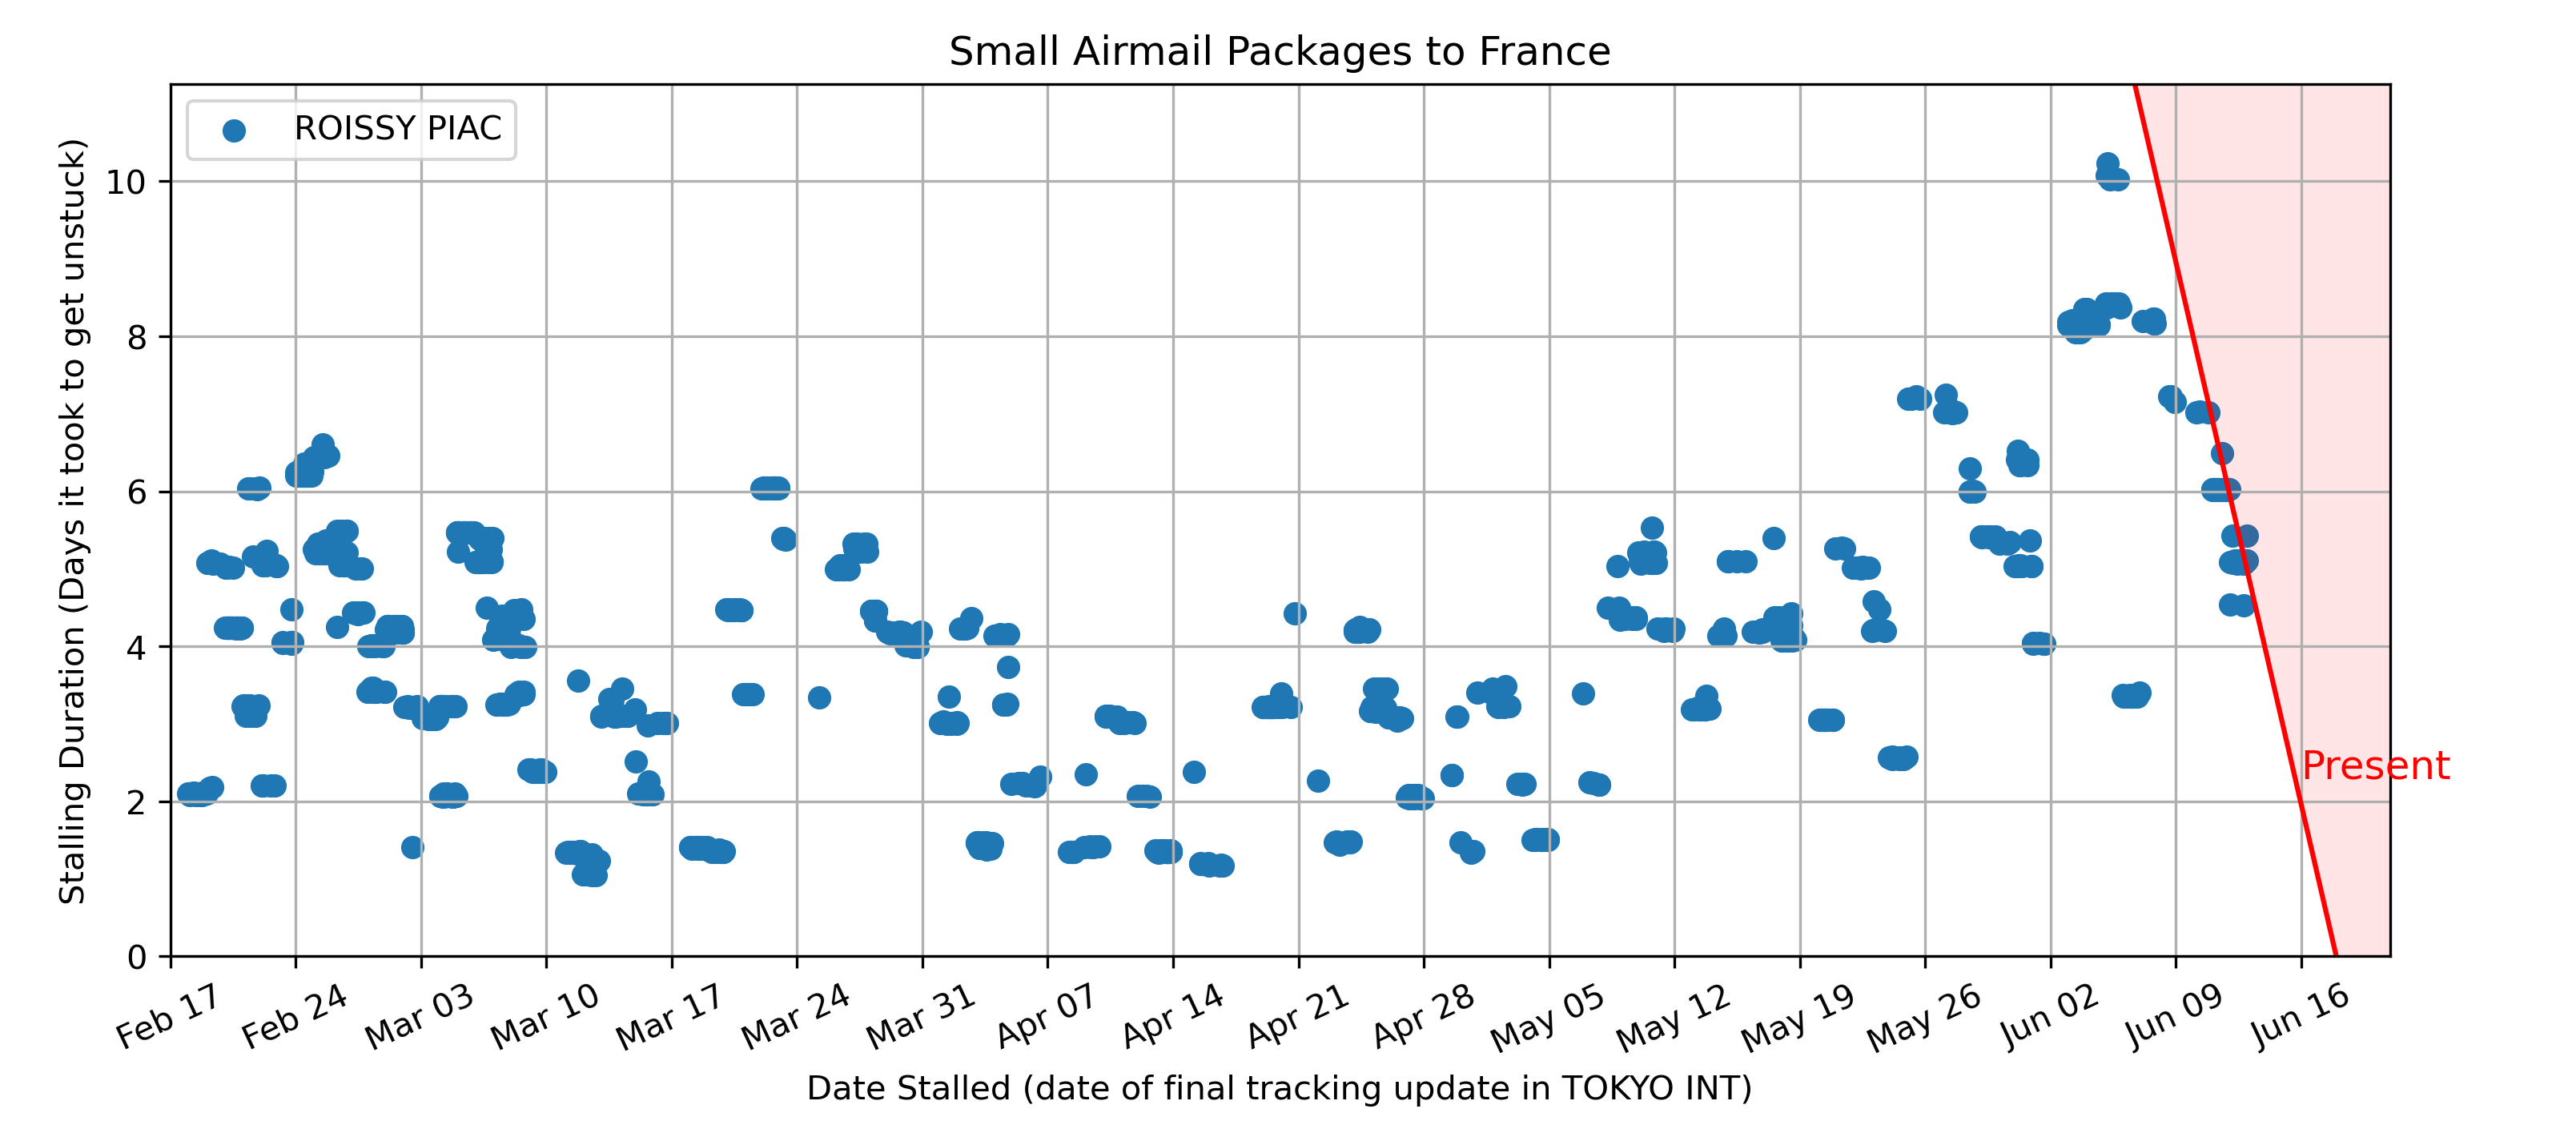 Small Airmail Packages to France
ROISSY PIAC
Stalling Duration (Days it took to get unstuck)
10
8
6
4
2
0
Present
Feb 17
Feb 24
Mar 03
Mar 10
Mar 17
Mar 24
Mar 31
Apr 07
Apr 14
Apr 21
Apr 28
May 05
May 12
May 19
May 26
Jun 02
Jun 09
Jun 16
Date Stalled (date of final tracking update in TOKYO INT)